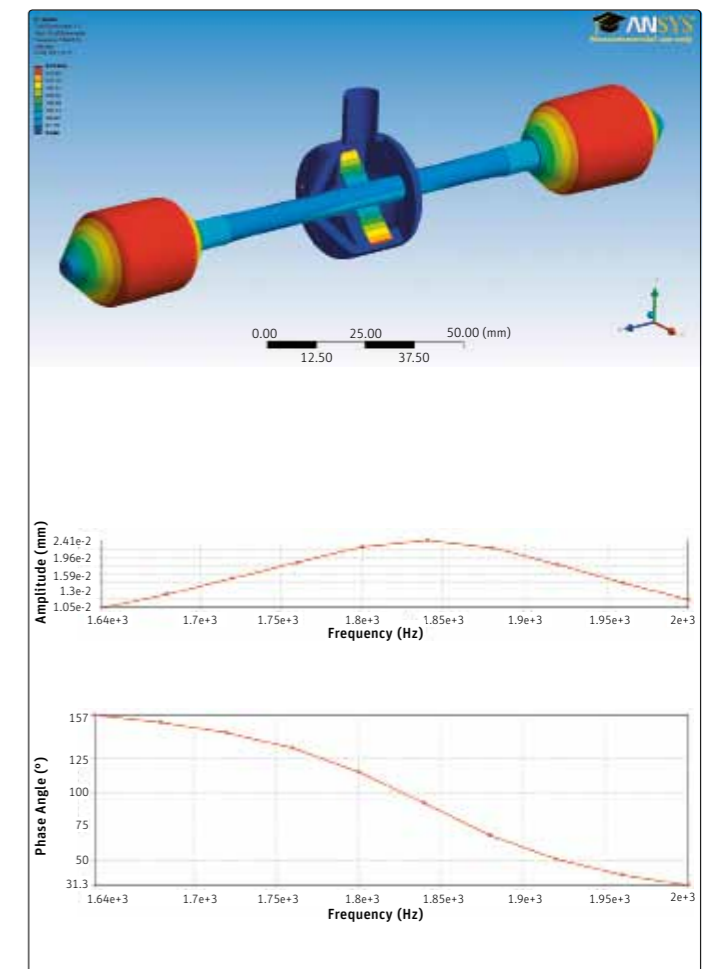 ANSYS
0.00 25.00 50.00 (mm)
12.50 37.50
Amplitude (mm)
2.41e-2
1.96e-2
1.59e-2
1.3e-2
1.05e-2
1.64e+3 1.7e+3 1.75e+3 1.8e+3 1.85e+3 1.9e+3 1.95e+3 2e+3
Frequency (Hz)
Phase Angle (°)
157
125
100
75
50
31.3
1.64e+3 1.7e+3 1.75e+3 1.8e+3 1.85e+3 1.9e+3 1.95e+3 2e+3
Frequency (Hz)